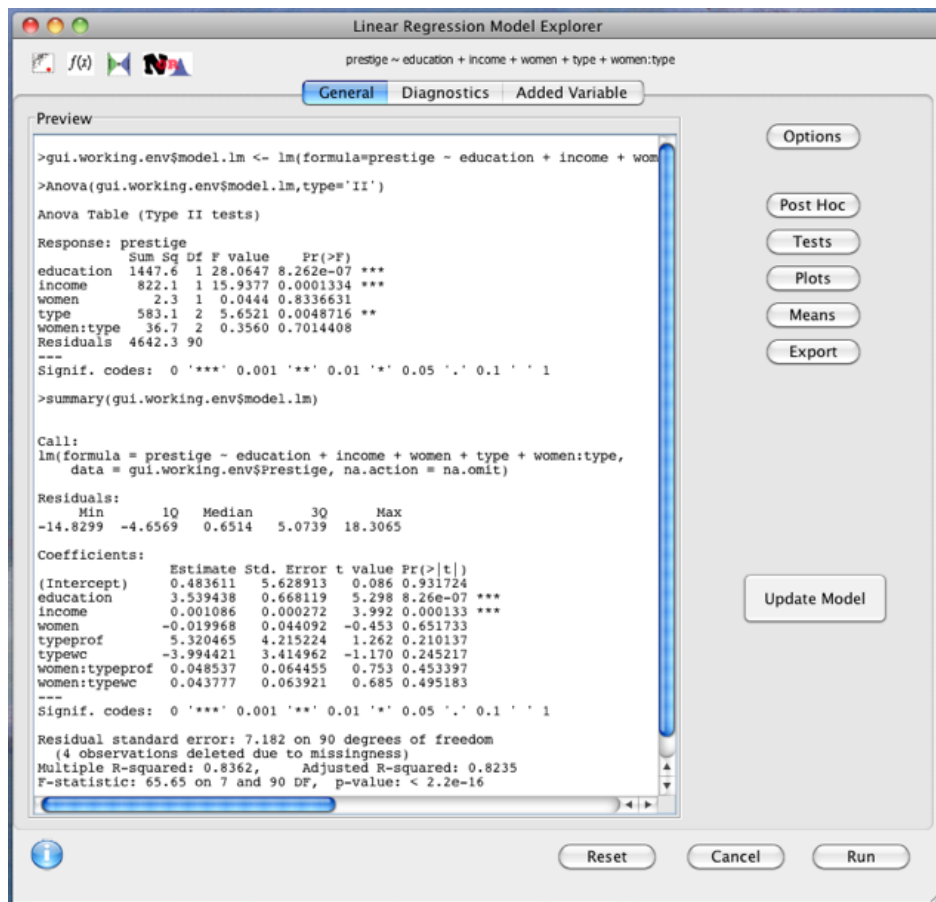 Linear Regression Model Explorer
f(x)
prestige ~ education + income + women + type + women:type
General Diagnostics Added Variable
Preview
>gui.working.env$model.lm <- lm(formula=prestige ~ education + income + wom
>Anova(gui.working.env$model.lm,type='II')
Anova Table (Type II tests)
Response: prestige
Sum Sq Df F value Pr(>F)
education 1447.6 1 28.0647 8.262e-07 ***
income 822.1 1 15.9377 0.0001334 ***
women 2.3 1 0.0444 0.8336631
type 583.1 2 5.6521 0.0048716 **
women:type 36.7 2 0.3560 0.7014408
Residuals 4642.3 90
---
Signif. codes: 0 '***' 0.001 '**' 0.01 '*' 0.05 '.' 0.1 ' ' 1
>summary(gui.working.env$model.lm)
Call:
lm(formula = prestige ~ education + income + women + type + women:type,
data = gui.working.env$Prestige, na.action = na.omit)
Residuals:
Min 1Q Median 3Q Max
-14.8299 -4.6569 0.6514 5.0739 18.3065
Coefficients:
Estimate Std. Error t value Pr(>|t|)
(Intercept) 0.483611 5.628913 0.086 0.931724
education 3.539438 0.668119 5.298 8.26e-07 ***
income 0.001086 0.000272 3.992 0.000133 ***
women -0.019968 0.044092 -0.453 0.651733
typeprof 5.320465 4.215224 1.262 0.210137
typewc -3.994421 3.414962 -1.170 0.245217
women:typeprof 0.048537 0.064455 0.753 0.453397
women:typewc 0.043777 0.063921 0.685 0.495183
---
Signif. codes: 0 '***' 0.001 '**' 0.01 '*' 0.05 '.' 0.1 ' ' 1
Residual standard error: 7.182 on 90 degrees of freedom
(4 observations deleted due to missingness)
Multiple R-squared: 0.8362, Adjusted R-squared: 0.8235
F-statistic: 65.65 on 7 and 90 DF, p-value: < 2.2e-16
Options
Post Hoc
Tests
Plots
Means
Export
Update Model
Reset Cancel Run